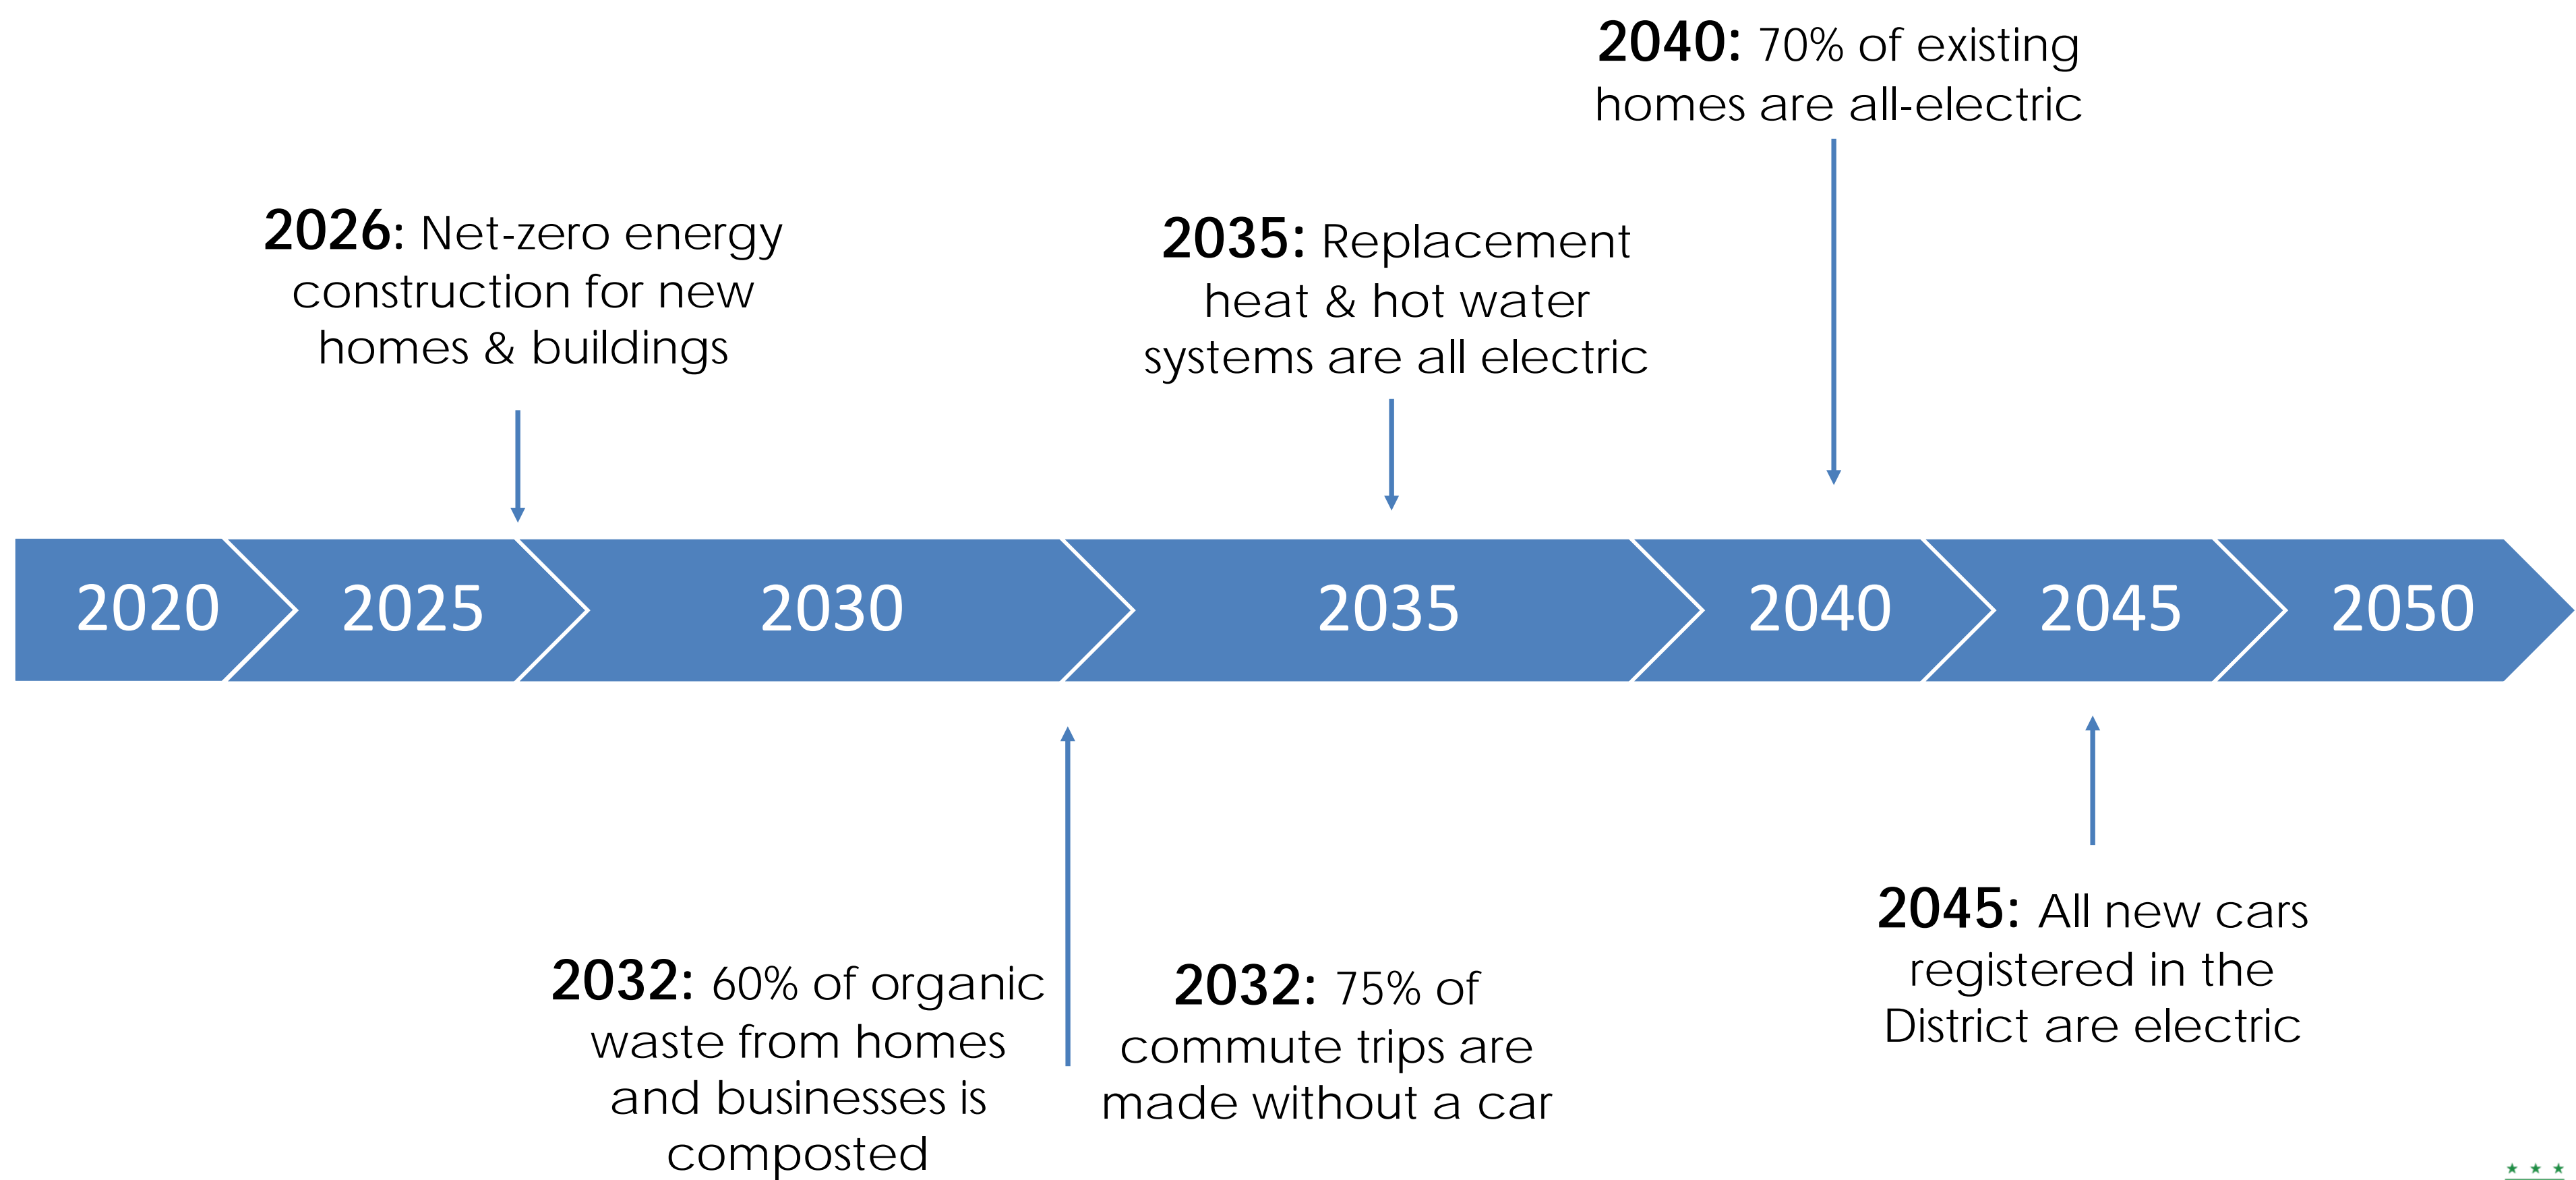 2040: 70% of existing
homes are all-electric
2026: Net-zero energy
construction for new
homes & buildings
2035: Replacement
heat & hot water
systems are all electric
2020
2025
2030
2035
2040
2045
2050
2032: 60% of organic
waste from homes
and businesses is
composted
2032: 75% of
commute trips are
made without a car
2045: All new cars
registered in the
District are electric